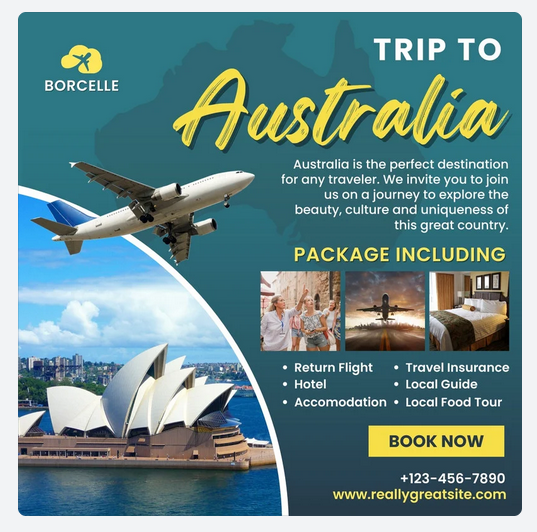 BORCELLE
TRIP TO
Australia
Australia is the perfect destination
for any traveler. We invite you to join
us on a journey to explore the
beauty, culture and uniqueness of
this great country.
PACKAGE INCLUDING
• Return Flight
• Hotel
• Accomodation
• Travel Insurance
• Local Guide
• Local Food Tour
BOOK NOW
+123-456-7890
www.reallygreatsite.com